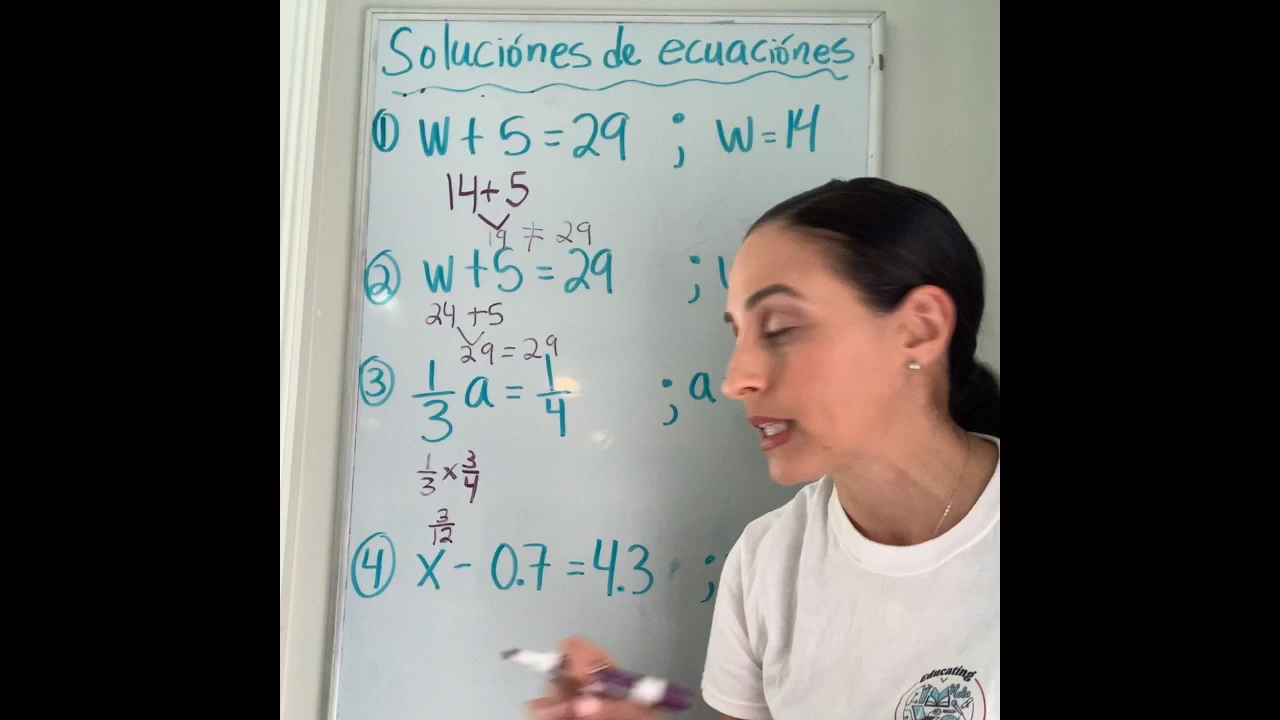 Soluciónes de ecuaciónes
① w + 5 = 29 ; w = 14
14 + 5
19 ≠ 29
② w + 5 = 29 ;
24 + 5
29 = 29
③ 1/3 a = 1/4 ; a
1/3 x 3/4
3/12
④ x - 0.7 = 4.3 ;
Educating